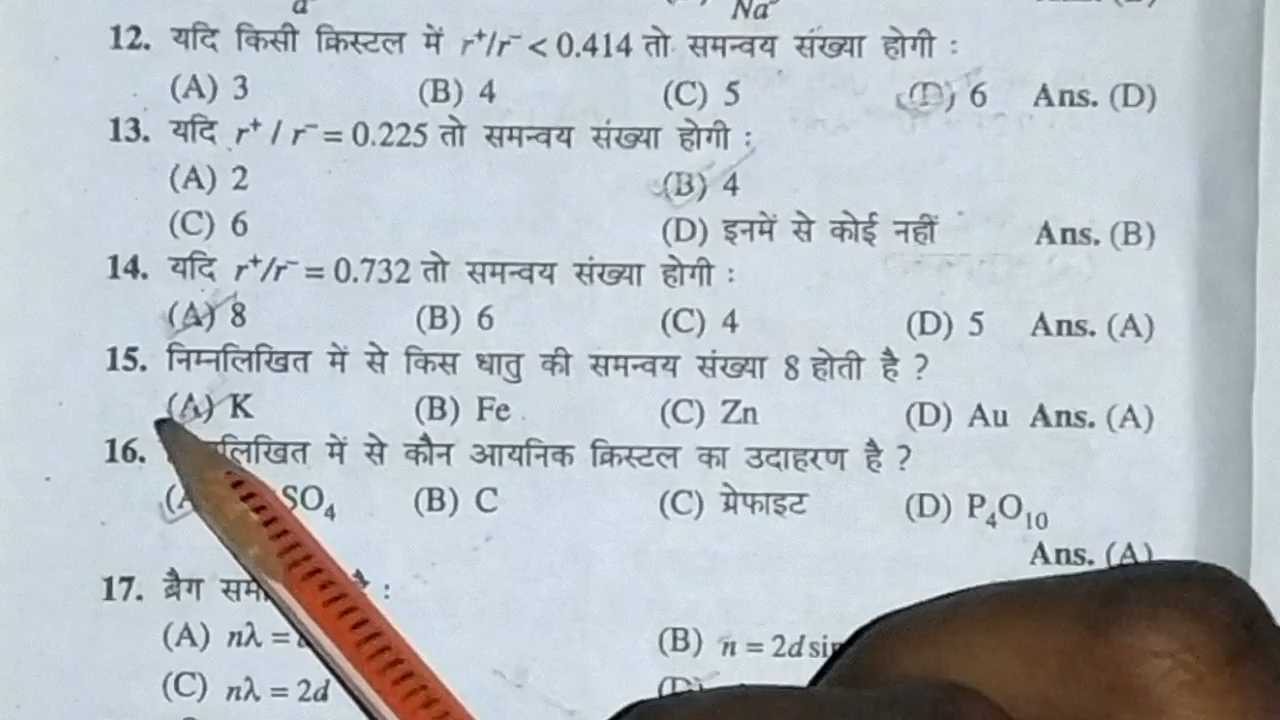 Na
12. यदि किसी क्रिस्टल में r⁺/r⁻ < 0.414 तो समन्वय संख्या होगी :
(A) 3 (B) 4 (C) 5 (D) 6 Ans. (D)
13. यदि r⁺ / r⁻ = 0.225 तो समन्वय संख्या होगी :
(A) 2 (B) 4
(C) 6 (D) इनमें से कोई नहीं Ans. (B)
14. यदि r⁺/r⁻ = 0.732 तो समन्वय संख्या होगी :
(A) 8 (B) 6 (C) 4 (D) 5 Ans. (A)
15. निम्नलिखित में से किस धातु की समन्वय संख्या 8 होती है ?
(A) K (B) Fe (C) Zn (D) Au Ans. (A)
16. लिखित में से कौन आयनिक क्रिस्टल का उदाहरण है ?
(A SO₄ (B) C (C) ग्रेफाइट (D) P₄O₁₀
Ans. (A)
17. ब्रैग :
(A) nλ = (B) n = 2d
(C) nλ = 2d (D)